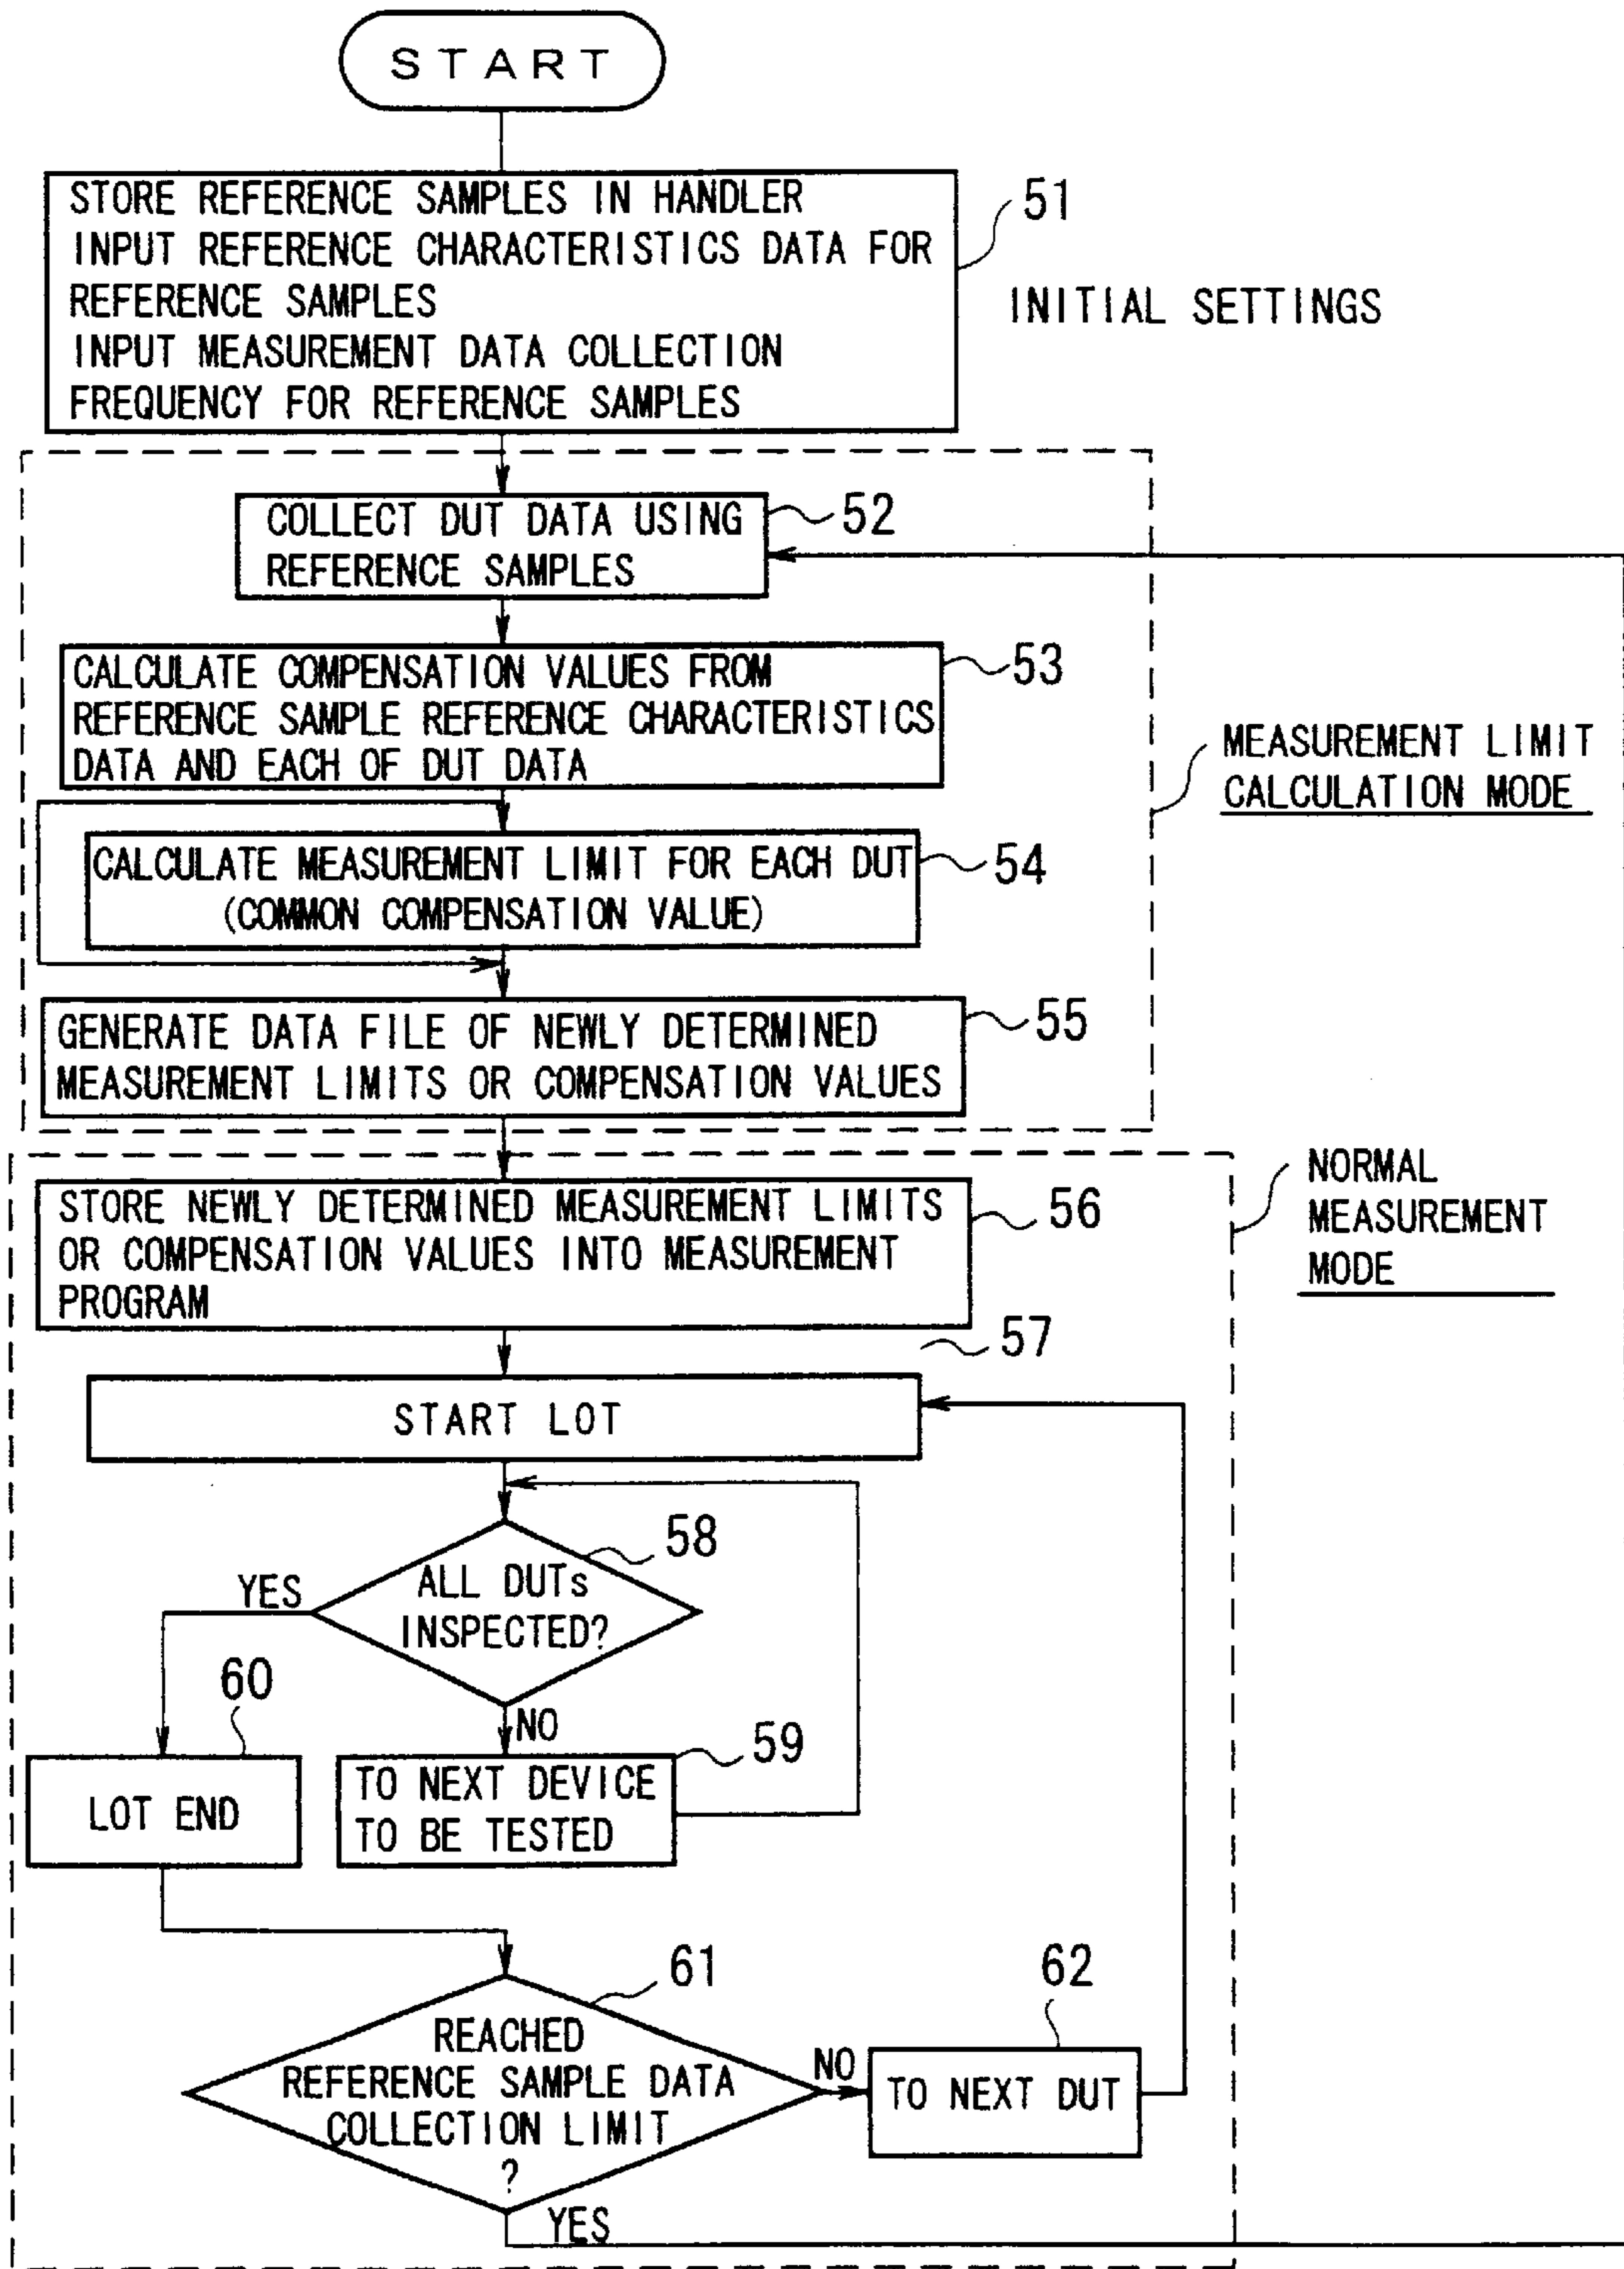 START
STORE REFERENCE SAMPLES IN HANDLER
INPUT REFERENCE CHARACTERISTICS DATA FOR
REFERENCE SAMPLES
INPUT MEASUREMENT DATA COLLECTION
FREQUENCY FOR REFERENCE SAMPLES
51
INITIAL SETTINGS
COLLECT DUT DATA USING
REFERENCE SAMPLES
52
CALCULATE COMPENSATION VALUES FROM
REFERENCE SAMPLE REFERENCE CHARACTERISTICS
DATA AND EACH OF DUT DATA
53
MEASUREMENT LIMIT
CALCULATION MODE
CALCULATE MEASUREMENT LIMIT FOR EACH DUT
(COMMON COMPENSATION VALUE)
54
GENERATE DATA FILE OF NEWLY DETERMINED
MEASUREMENT LIMITS OR COMPENSATION VALUES
55
NORMAL
MEASUREMENT
MODE
STORE NEWLY DETERMINED MEASUREMENT LIMITS
OR COMPENSATION VALUES INTO MEASUREMENT
PROGRAM
56
57
START LOT
58
ALL DUTs
INSPECTED?
YES
NO
60
LOT END
59
TO NEXT DEVICE
TO BE TESTED
61
REACHED
REFERENCE SAMPLE DATA
COLLECTION LIMIT
?
NO
62
TO NEXT DUT
YES